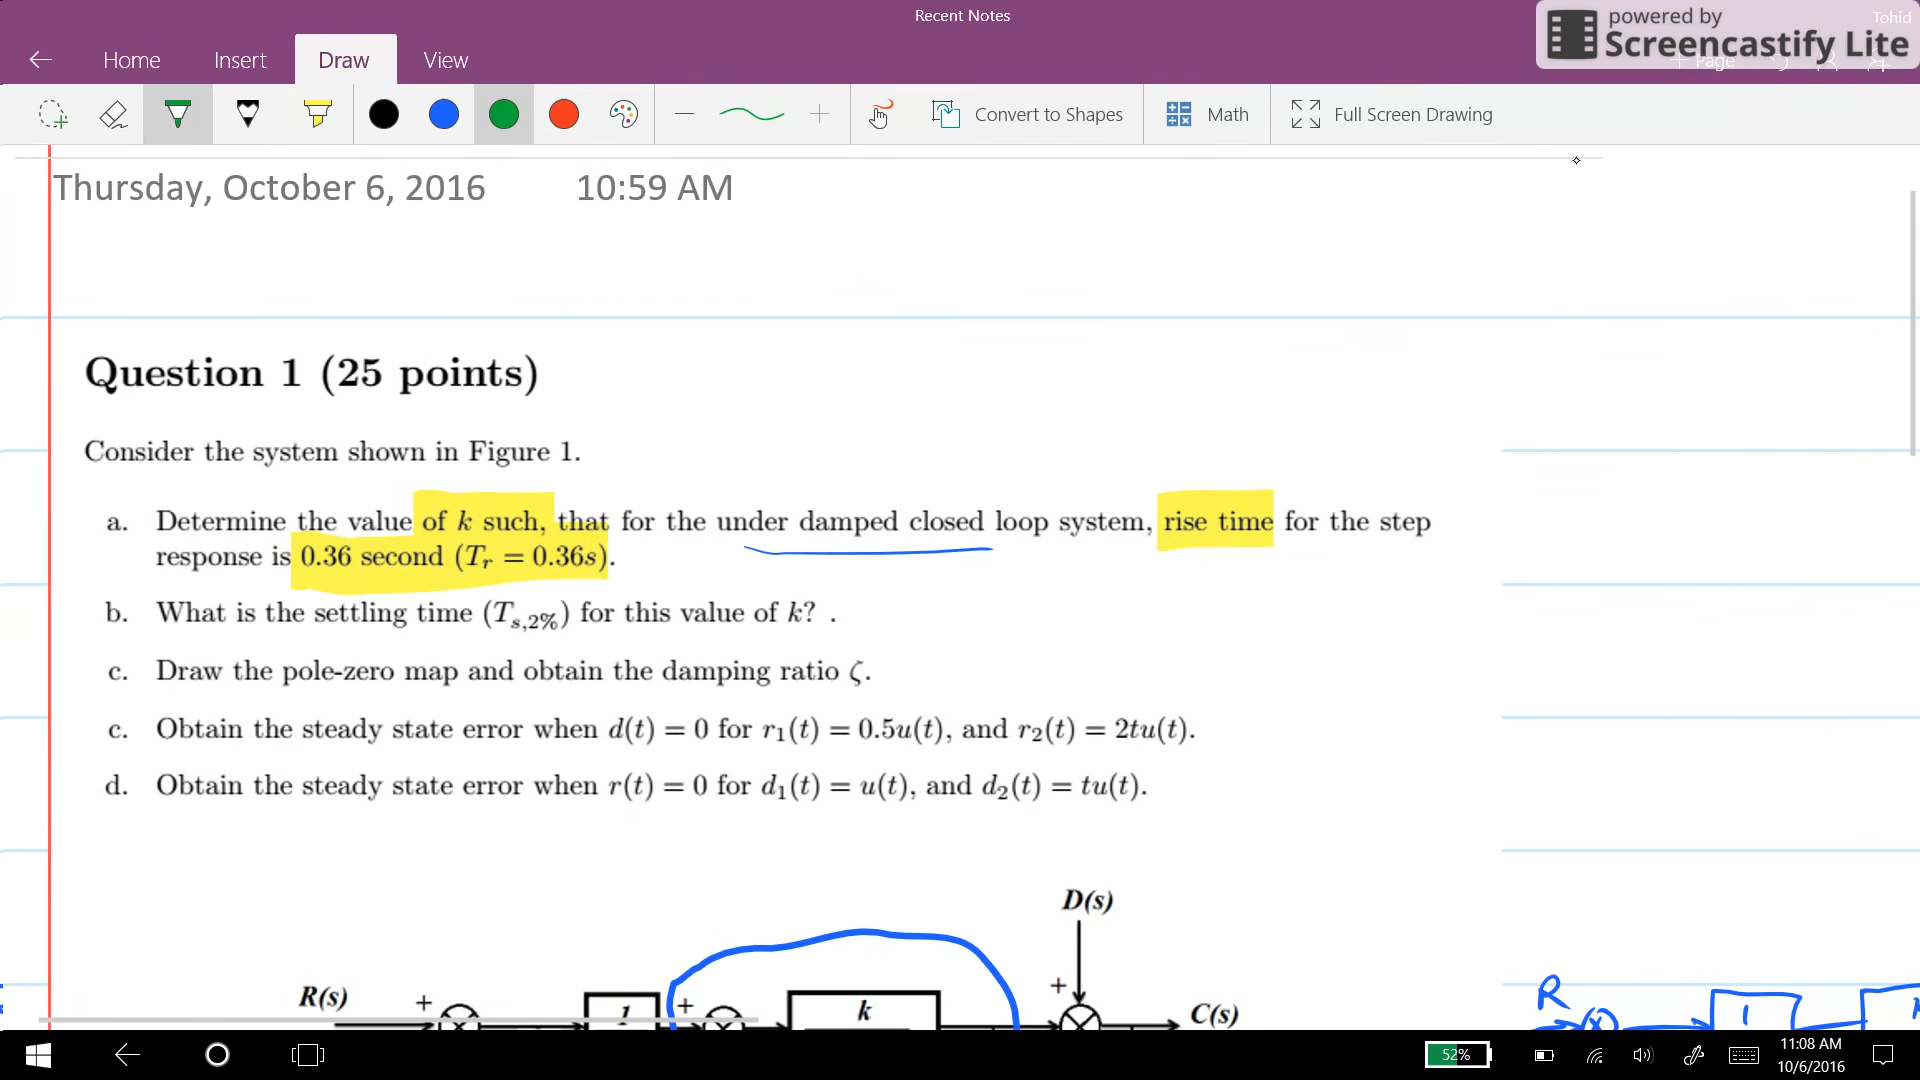 Recent Notes
Tohid
powered by
Screencastify Lite
Home Insert Draw View
Page
Convert to Shapes Math Full Screen Drawing
Thursday, October 6, 2016 10:59 AM
Question 1 (25 points)
Consider the system shown in Figure 1.
a. Determine the value of k such, that for the under damped closed loop system, rise time for the step
response is 0.36 second (Tr = 0.36s).
b. What is the settling time (Ts,2%) for this value of k? .
c. Draw the pole-zero map and obtain the damping ratio ζ.
c. Obtain the steady state error when d(t) = 0 for r1(t) = 0.5u(t), and r2(t) = 2tu(t).
d. Obtain the steady state error when r(t) = 0 for d1(t) = u(t), and d2(t) = tu(t).
D(s)
R(s) + 1 + k + C(s)
R 1
52%
11:08 AM
10/6/2016